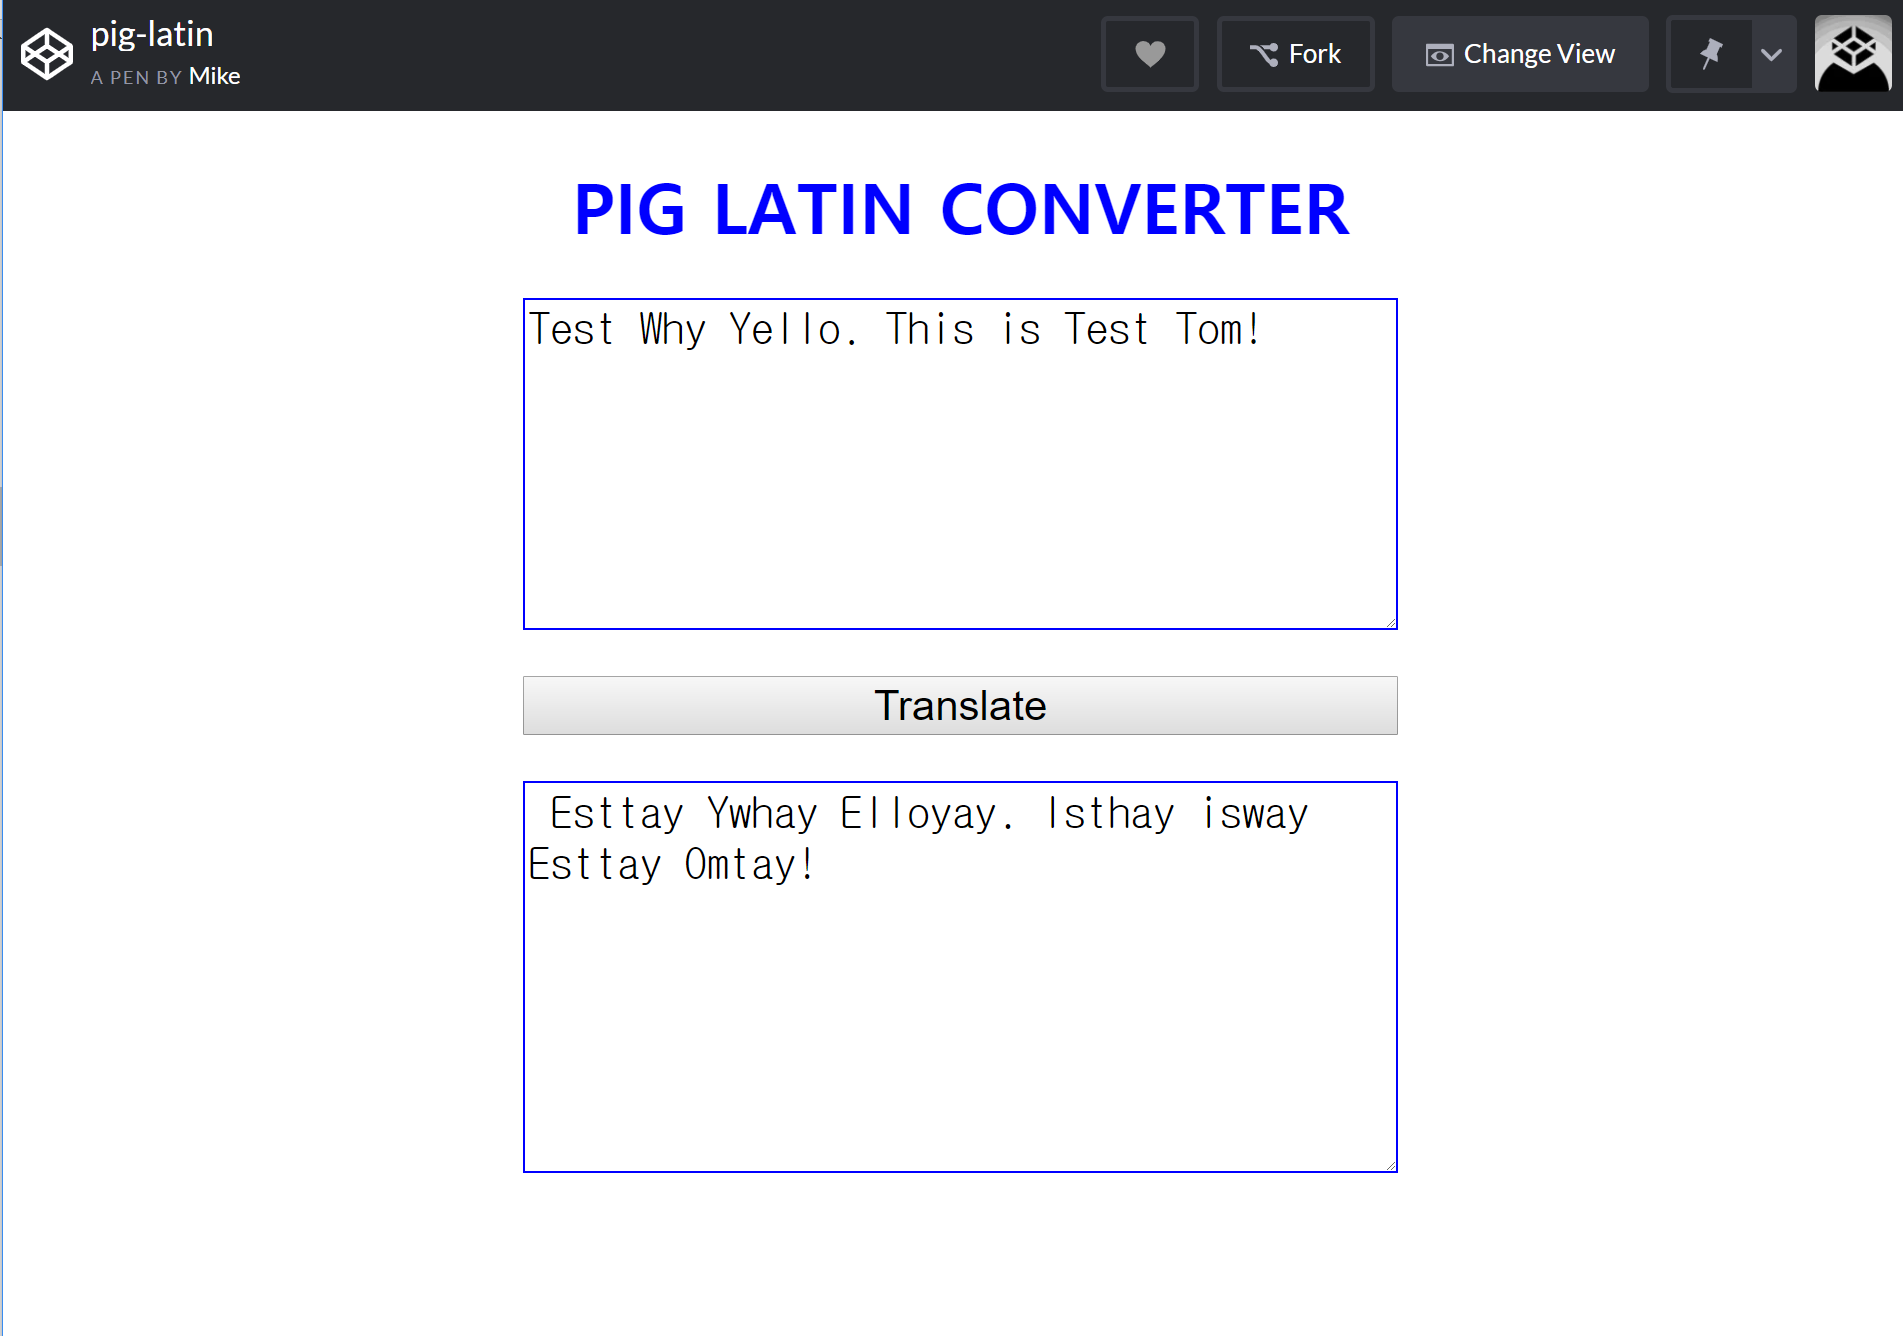 pig-latin
A PEN BY Mike
Fork
Change View
PIG LATIN CONVERTER
Test Why Yello. This is Test Tom!
Translate
Esttay Ywhay Elloyay. Isthay isway
Esttay Omtay!